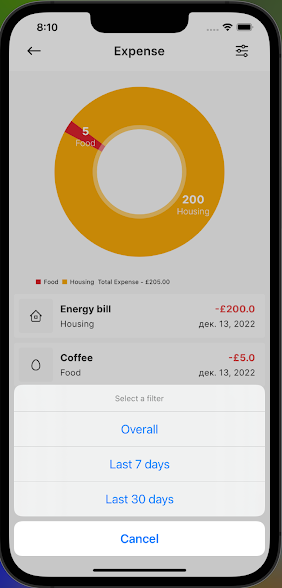 8:10
Expense
5
Food
200
Housing
Food Housing Total Expense - £205.00
Energy bill -£200.0
Housing дек. 13, 2022
Coffee -£5.0
Food дек. 13, 2022
Select a filter
Overall
Last 7 days
Last 30 days
Cancel